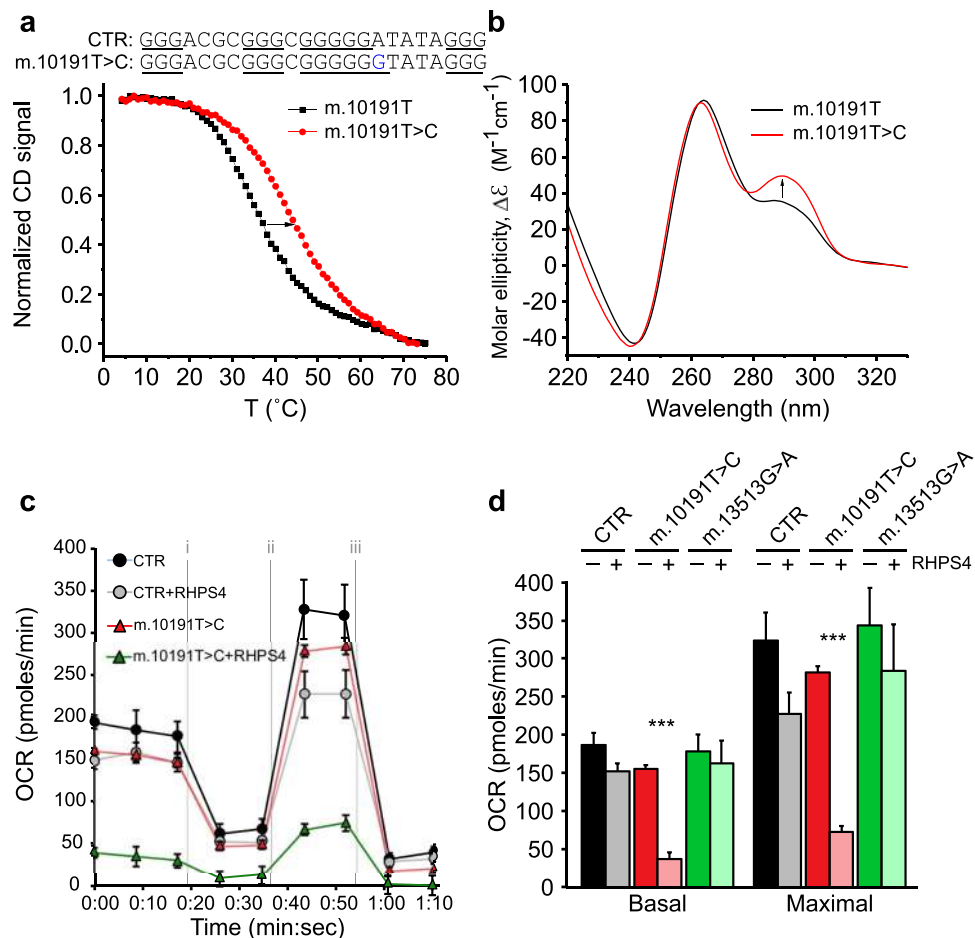 a
CTR: GGGACGCGGGCGGGGGATATAGGG
m.10191T>C: GGGACGCGGGCGGGGGGTATAGGG
1.0
0.8
0.6
0.4
0.2
0.0
Normalized CD signal
m.10191T
m.10191T>C
0 10 20 30 40 50 60 70 80
T (˚C)
b
100
80
60
40
20
0
-20
-40
Molar ellipticity, Δε (M⁻¹cm⁻¹)
m.10191T
m.10191T>C
220 240 260 280 300 320
Wavelength (nm)
c
i ii iii
400
350
300
250
200
150
100
50
0
OCR (pmoles/min)
CTR
CTR+RHPS4
m.10191T>C
m.10191T>C+RHPS4
0:00 0:10 0:20 0:30 0:40 0:50 1:00 1:10
Time (min:sec)
d
CTR m.10191T>C m.13513G>A CTR m.10191T>C m.13513G>A
− + − + − + − + − + − + RHPS4
400
350
300
250
200
150
100
50
0
OCR (pmoles/min)
*** ***
Basal Maximal